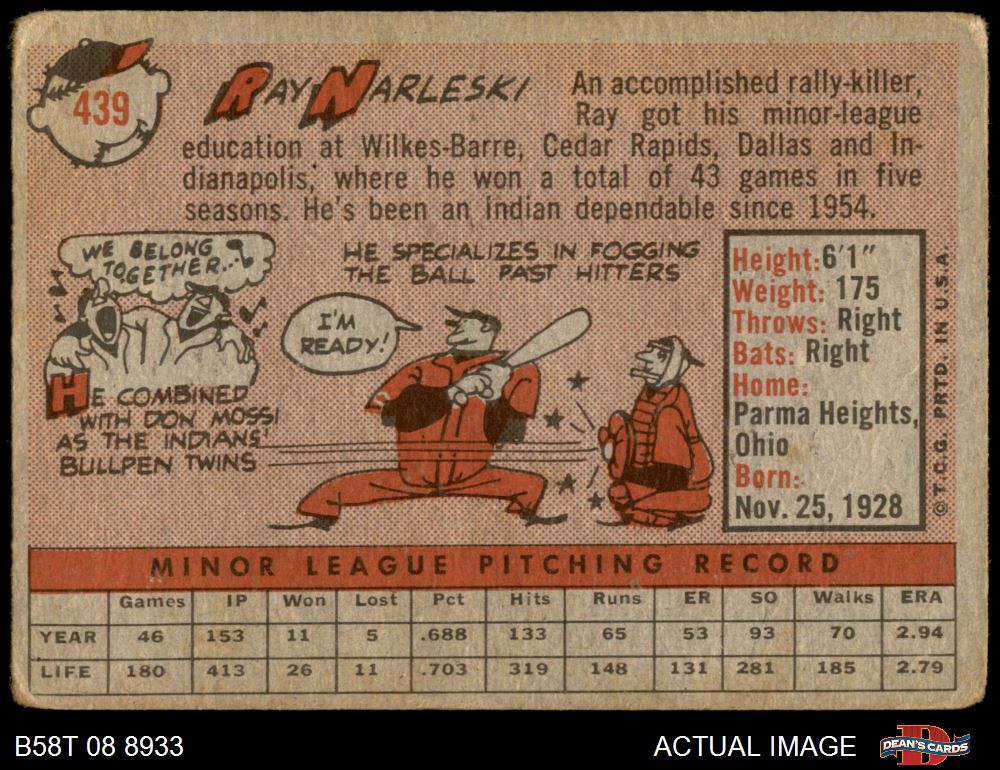 439
RAY NARLESKI
An accomplished rally-killer,
Ray got his minor-league
education at Wilkes-Barre, Cedar Rapids, Dallas and In-
dianapolis, where he won a total of 43 games in five
seasons. He's been an Indian dependable since 1954.
WE BELONG
TOGETHER...
HE COMBINED
WITH DON MOSSI
AS THE INDIANS'
BULLPEN TWINS
HE SPECIALIZES IN FOGGING
THE BALL PAST HITTERS
I'M
READY!
Height: 6'1"
Weight: 175
Throws: Right
Bats: Right
Home:
Parma Heights,
Ohio
Born:
Nov. 25, 1928
© T.C.G. PRTD. IN U.S.A.
MINOR LEAGUE PITCHING RECORD
Games IP Won Lost Pct Hits Runs ER SO Walks ERA
YEAR 46 153 11 5 .688 133 65 53 93 70 2.94
LIFE 180 413 26 11 .703 319 148 131 281 185 2.79
B58T 08 8933
ACTUAL IMAGE
D
DEAN'S CARDS